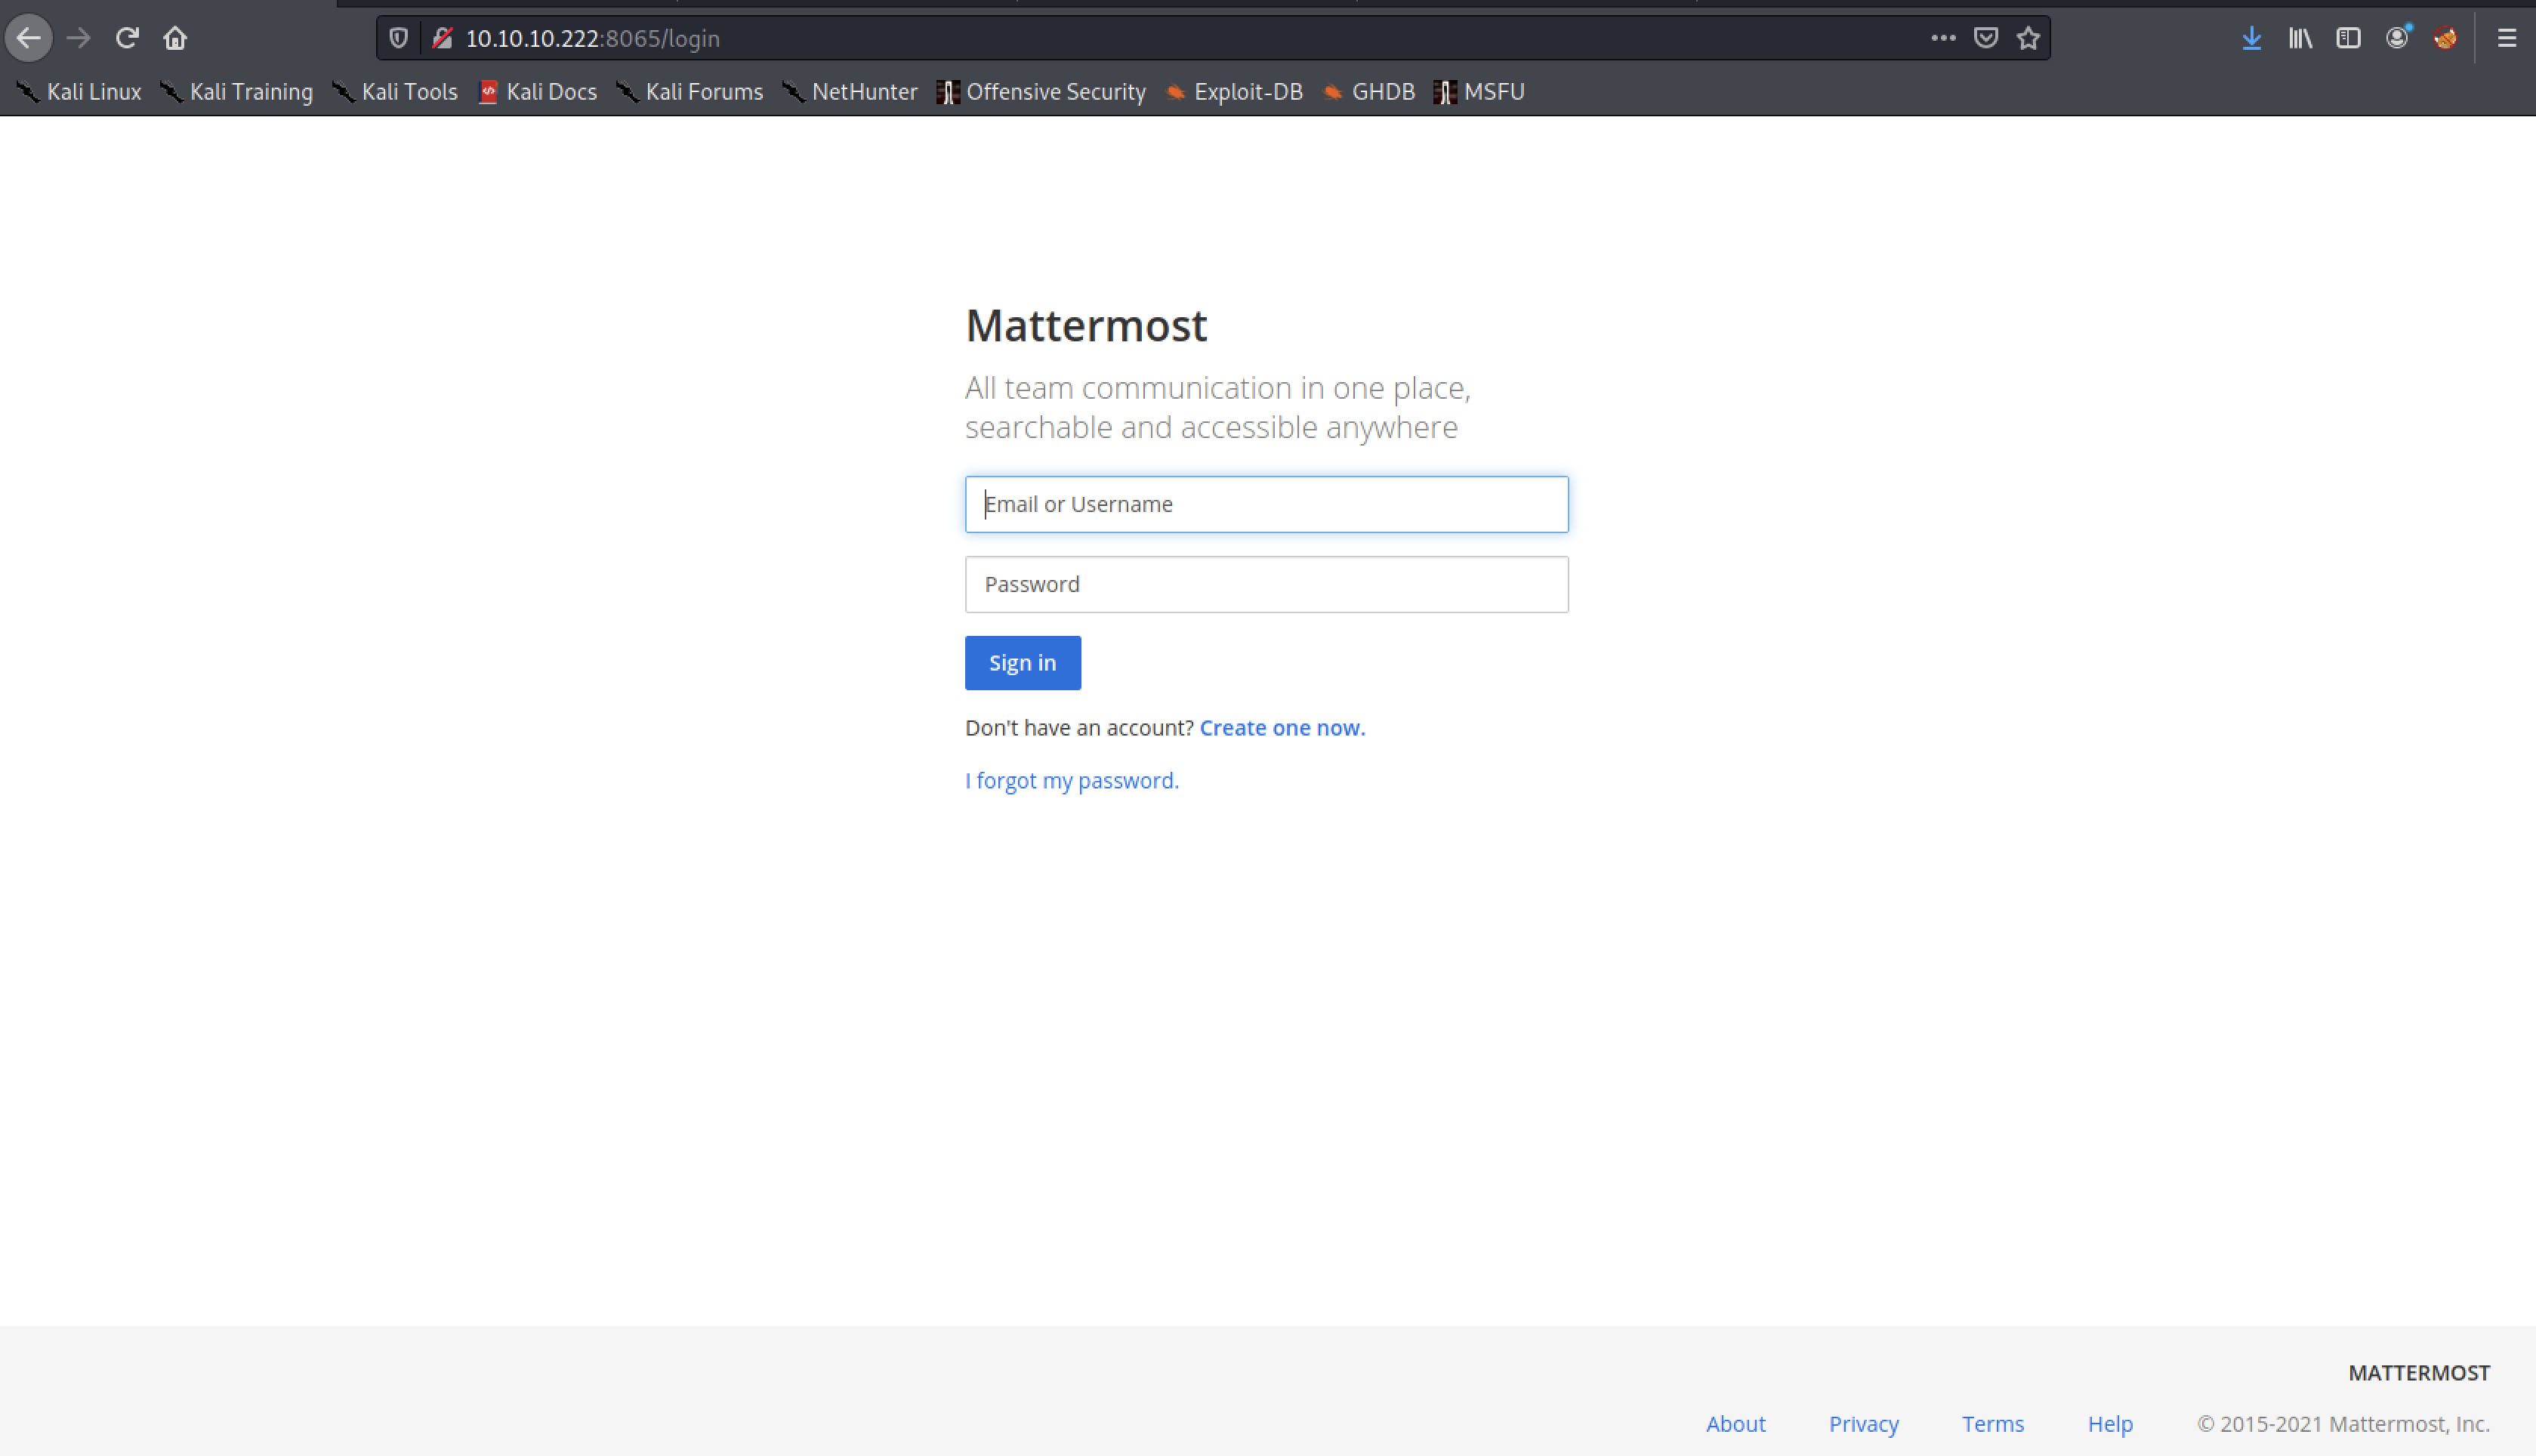 10.10.10.222:8065/login
Kali Linux Kali Training Kali Tools Kali Docs Kali Forums NetHunter Offensive Security Exploit-DB GHDB MSFU
Mattermost
All team communication in one place,
searchable and accessible anywhere
Email or Username
Password
Sign in
Don't have an account? Create one now.
I forgot my password.
MATTERMOST
About Privacy Terms Help © 2015-2021 Mattermost, Inc.